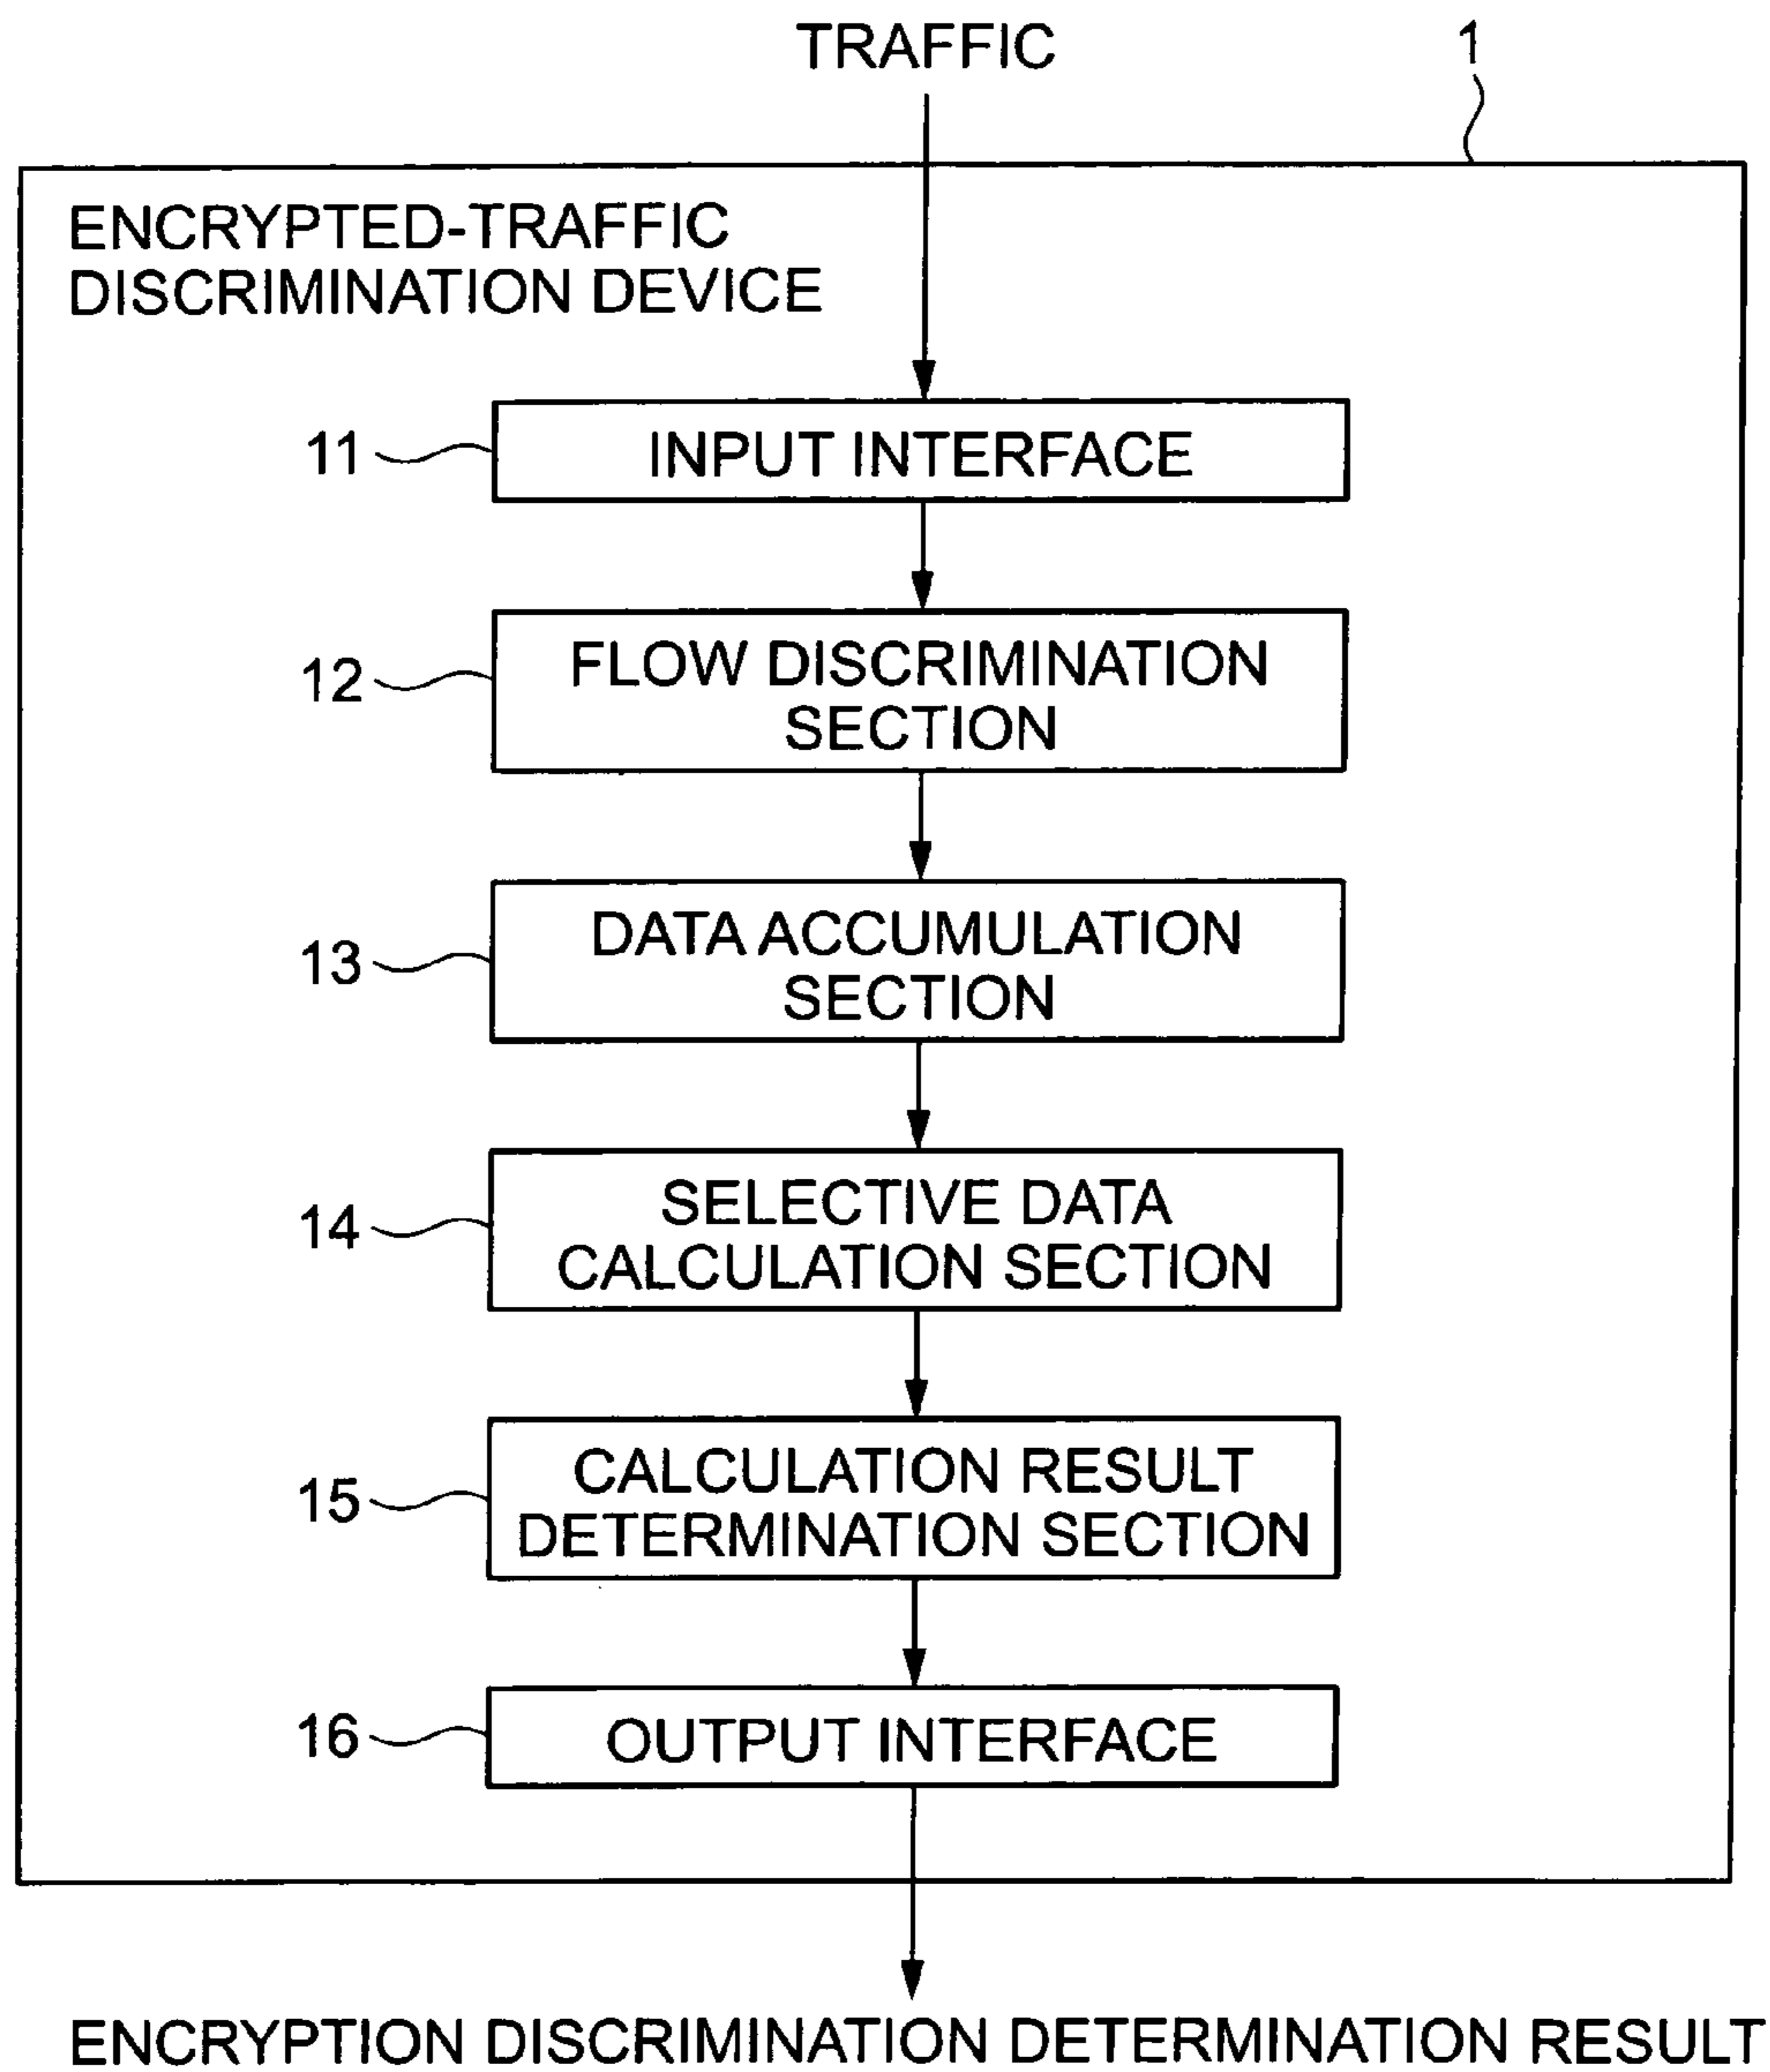 TRAFFIC
1
ENCRYPTED-TRAFFIC
DISCRIMINATION DEVICE
11
INPUT INTERFACE
12
FLOW DISCRIMINATION
SECTION
13
DATA ACCUMULATION
SECTION
14
SELECTIVE DATA
CALCULATION SECTION
15
CALCULATION RESULT
DETERMINATION SECTION
16
OUTPUT INTERFACE
ENCRYPTION DISCRIMINATION DETERMINATION RESULT